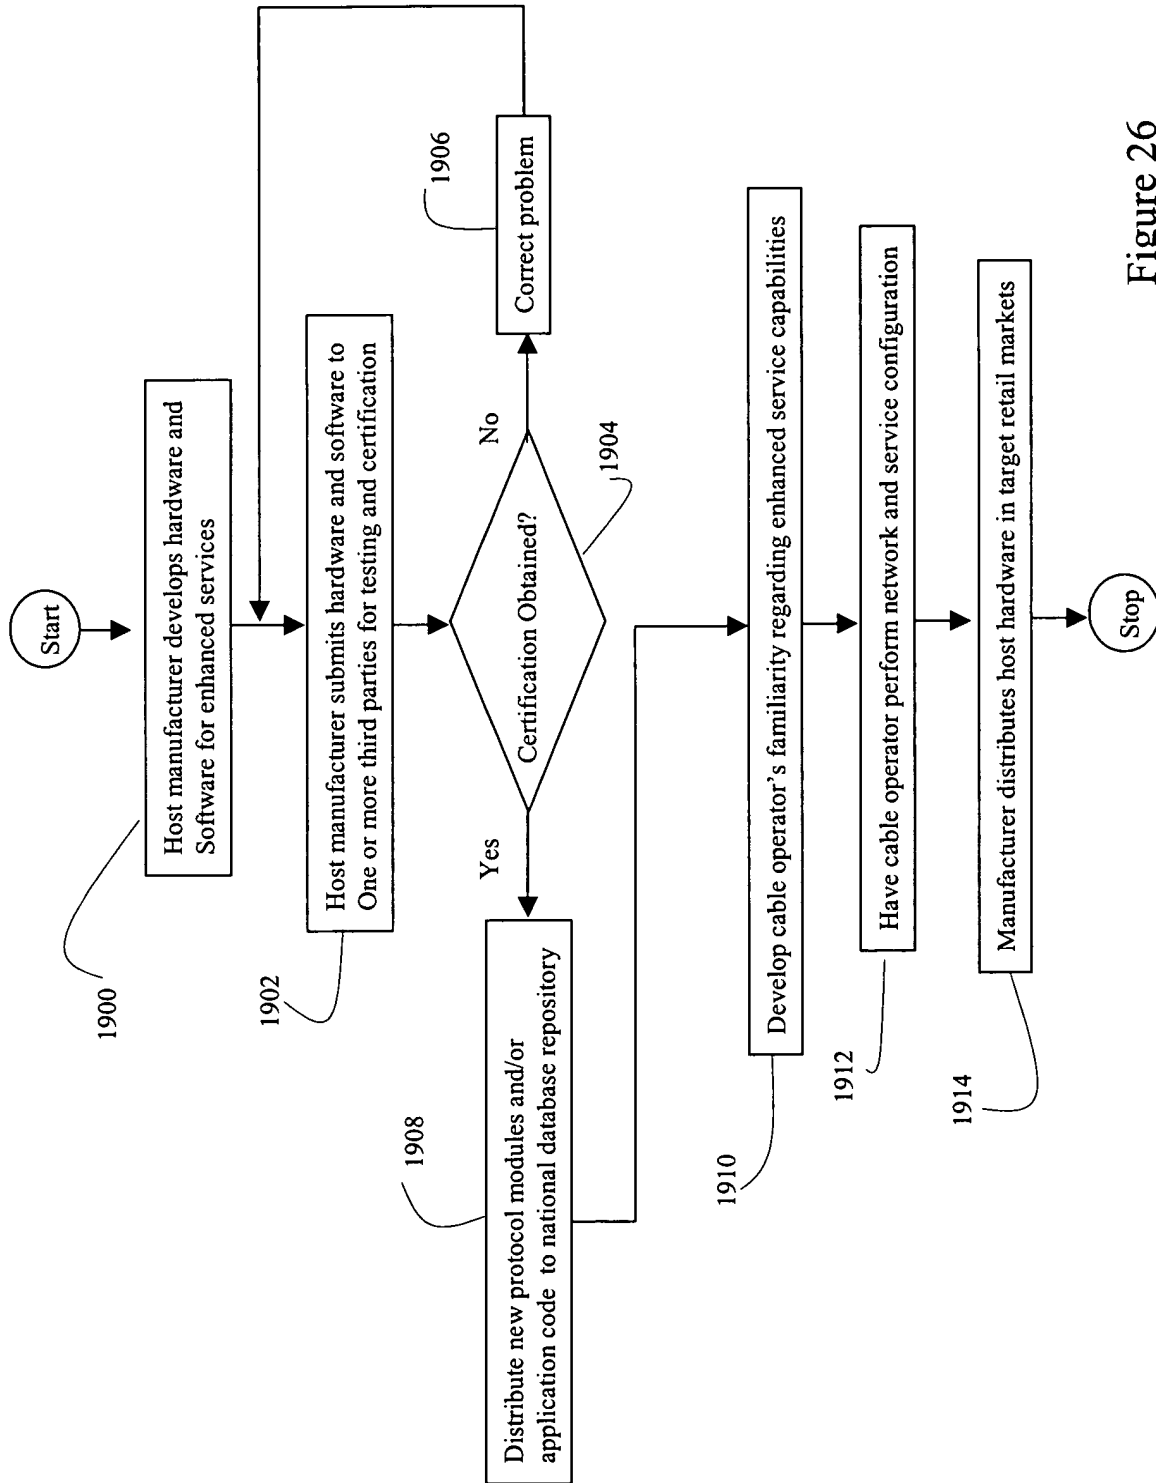 Start
Host manufacturer develops hardware and
Software for enhanced services
1900
Host manufacturer submits hardware and software to
One or more third parties for testing and certification
1902
Certification Obtained?
1904
No
Correct problem
1906
Yes
Distribute new protocol modules and/or
application code to national database repository
1908
Develop cable operator's familiarity regarding enhanced service capabilities
1910
Have cable operator perform network and service configuration
1912
Manufacturer distributes host hardware in target retail markets
1914
Stop
Figure 26